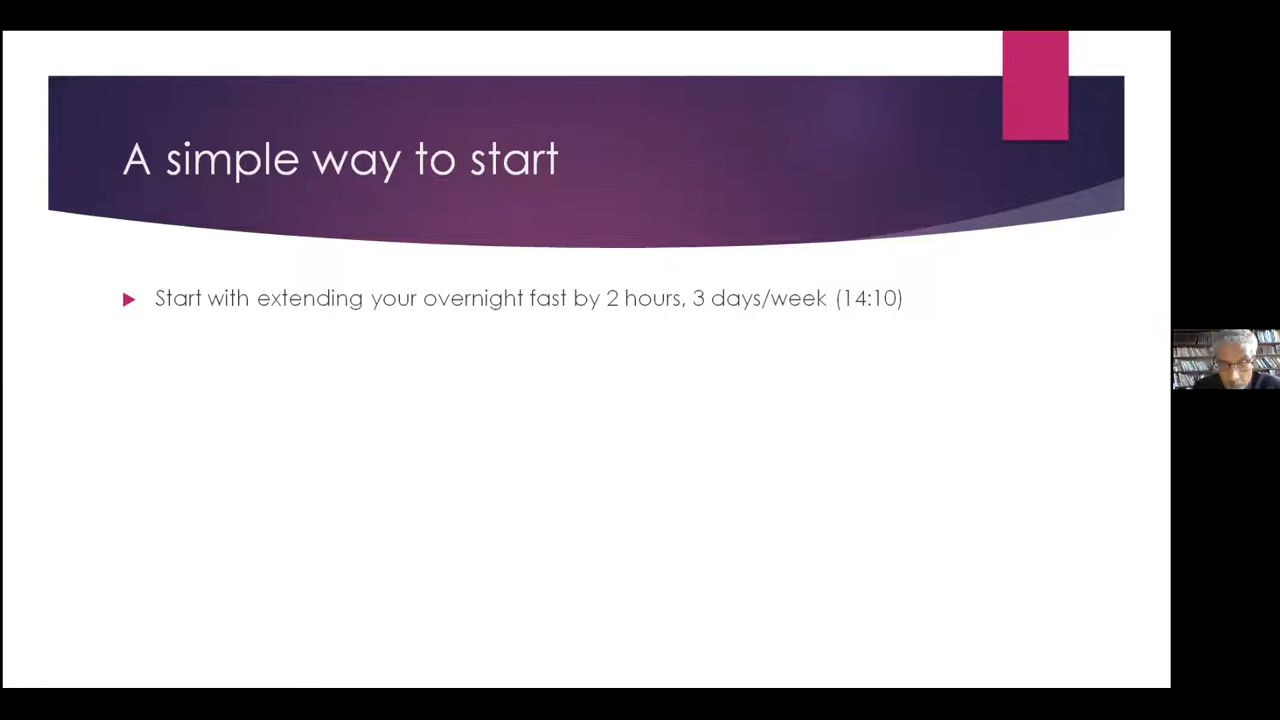 A simple way to start
Start with extending your overnight fast by 2 hours, 3 days/week (14:10)